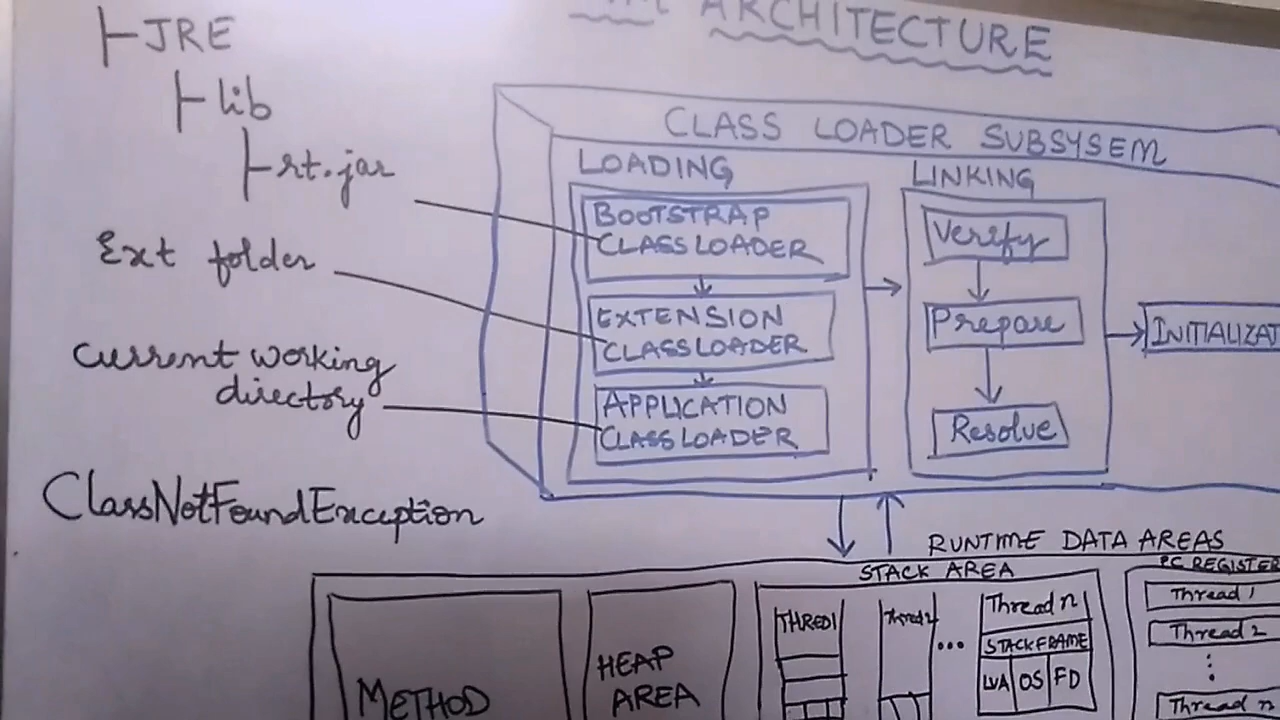 ARCHITECTURE
JRE
lib
rt.jar
Ext folder
current working
directory
ClassNotFoundException
CLASS LOADER SUBSYSEM
LOADING
BOOTSTRAP
CLASSLOADER
EXTENSION
CLASSLOADER
APPLICATION
CLASSLOADER
LINKING
Verify
Prepare
Resolve
INITIALIZAT
RUNTIME DATA AREAS
METHOD
HEAP
AREA
STACK AREA
THRED1
Thread2
...
Thread n
STACKFRAME
LVA OS FD
PC REGISTER
Thread 1
Thread 2
Thread n